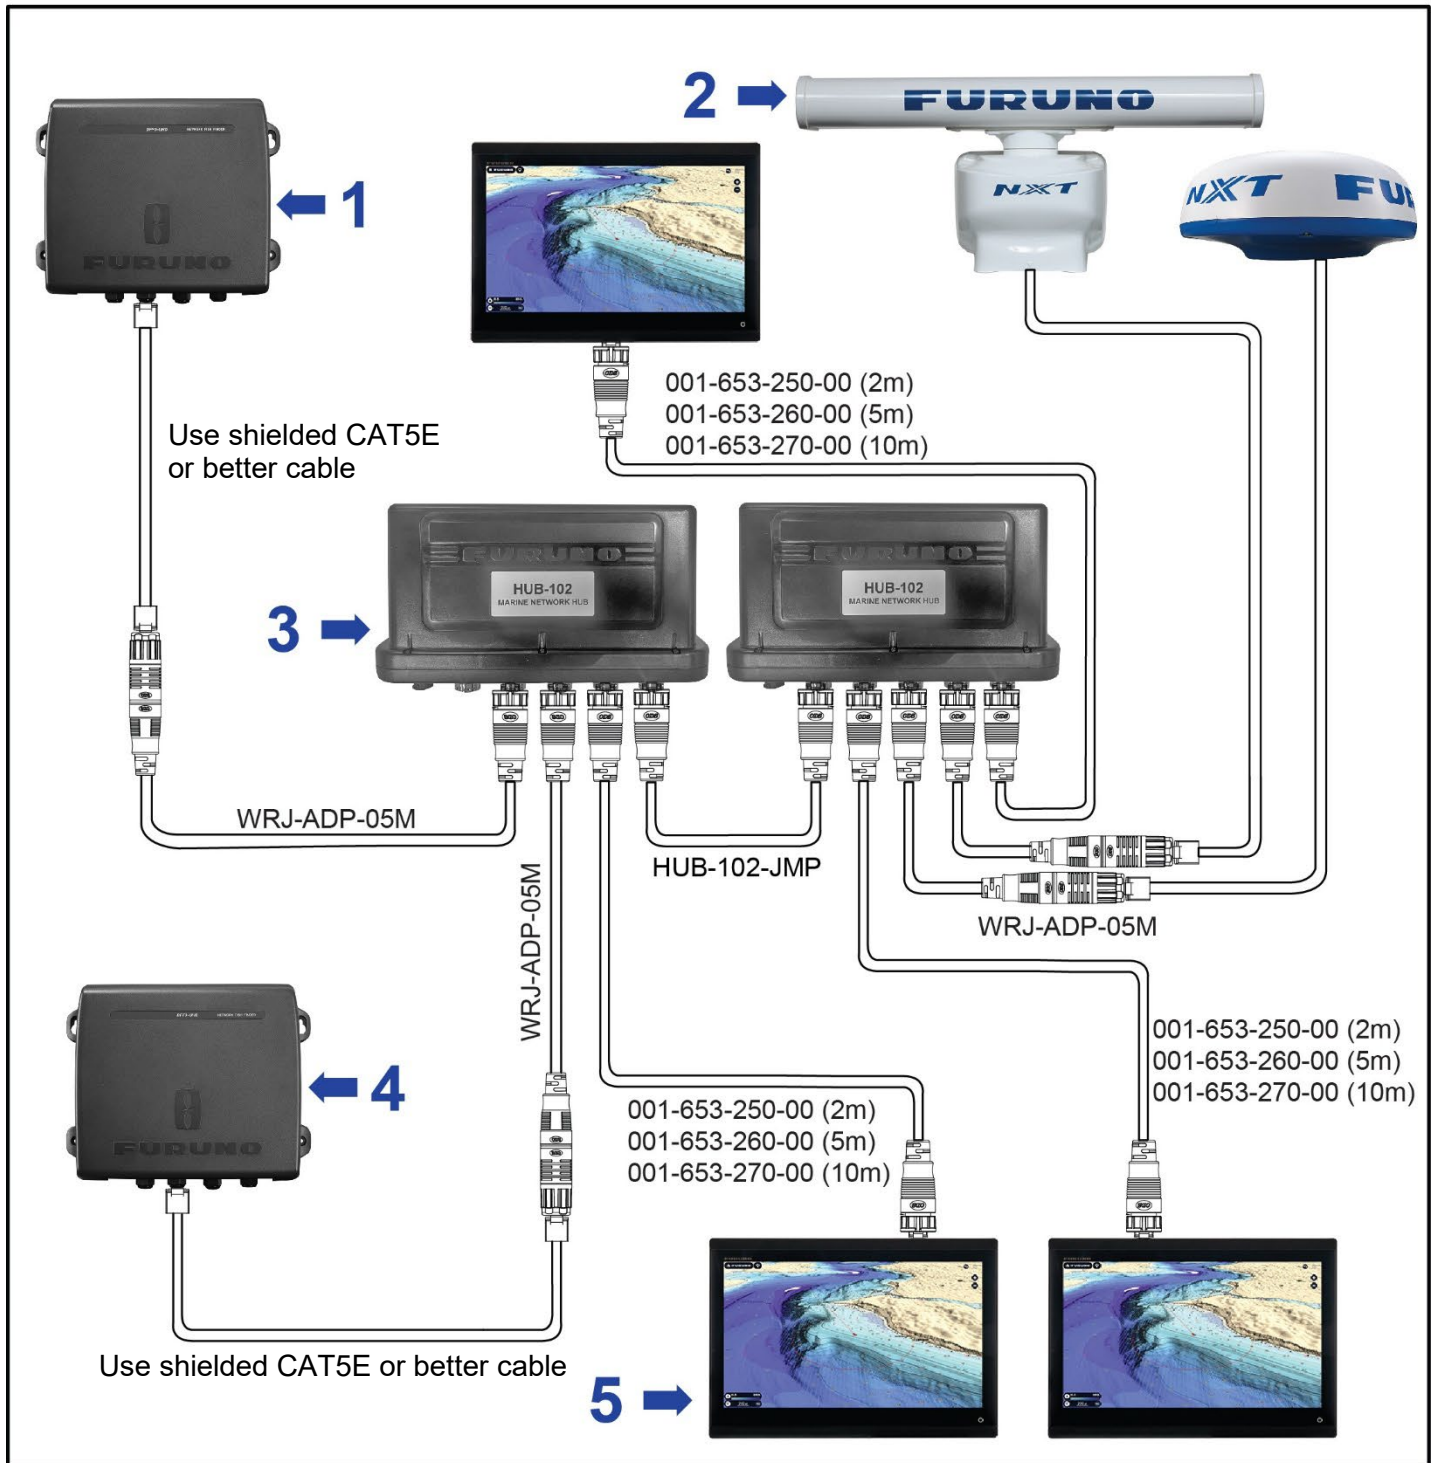 2
FURUNO
NXT
NXT FU
1
FURUNO
FURUNO
001-653-250-00 (2m)
001-653-260-00 (5m)
001-653-270-00 (10m)
Use shielded CAT5E
or better cable
FURUNO
HUB-102
MARINE NETWORK HUB
FURUNO
HUB-102
MARINE NETWORK HUB
3
WRJ-ADP-05M
HUB-102-JMP
WRJ-ADP-05M
WRJ-ADP-05M
4
FURUNO
001-653-250-00 (2m)
001-653-260-00 (5m)
001-653-270-00 (10m)
001-653-250-00 (2m)
001-653-260-00 (5m)
001-653-270-00 (10m)
Use shielded CAT5E or better cable
5